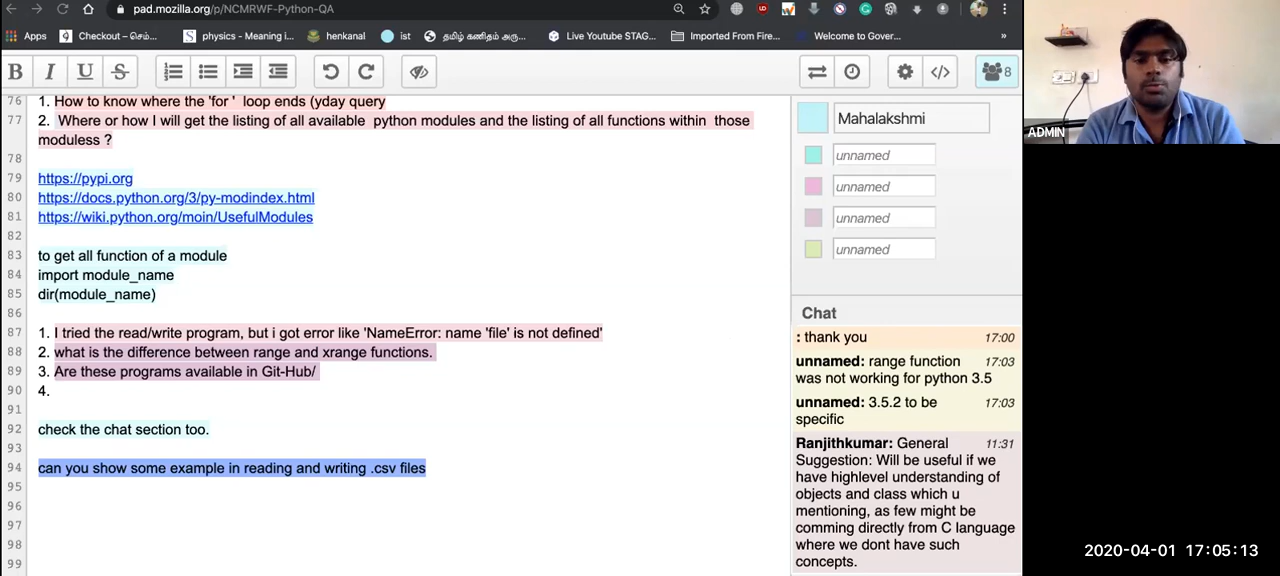 pad.mozilla.org/p/NCMRWF-Python-QA
Apps
Checkout – செம்...
physics - Meaning i...
henkanal
ist
தமிழ் கணிதம் அரு...
Live Youtube STAG...
Imported From Fire...
Welcome to Gover...
»
B I U S
8
76 1. How to know where the 'for ' loop ends (yday query
77 2. Where or how I will get the listing of all available python modules and the listing of all functions within those
moduless ?
78
79 https://pypi.org
80 https://docs.python.org/3/py-modindex.html
81 https://wiki.python.org/moin/UsefulModules
82
83 to get all function of a module
84 import module_name
85 dir(module_name)
86
87 1. I tried the read/write program, but i got error like 'NameError: name 'file' is not defined'
88 2. what is the difference between range and xrange functions.
89 3. Are these programs available in Git-Hub/
90 4.
91
92 check the chat section too.
93
94 can you show some example in reading and writing .csv files
95
96
97
98
99
Mahalakshmi
unnamed
unnamed
unnamed
unnamed
Chat
: thank you 17:00
unnamed: range function 17:03
was not working for python 3.5
unnamed: 3.5.2 to be 17:03
specific
Ranjithkumar: General 11:31
Suggestion: Will be useful if we
have highlevel understanding of
objects and class which u
mentioning, as few might be
comming directly from C language
where we dont have such
concepts.
ADMIN
2020-04-01 17:05:13